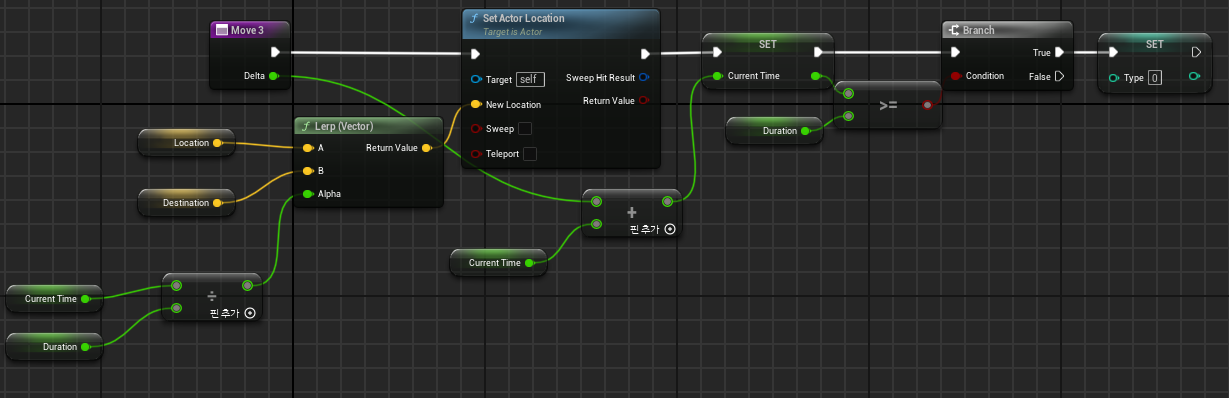 Move 3
Delta
Set Actor Location
Target is Actor
Target self
Sweep Hit Result
New Location
Return Value
Sweep
Teleport
SET
Current Time
Branch
True
Condition
False
SET
Type 0
>=
Duration
Location
Destination
Lerp (Vector)
A
Return Value
B
Alpha
+
핀 추가
Current Time
Current Time
÷
핀 추가
Duration